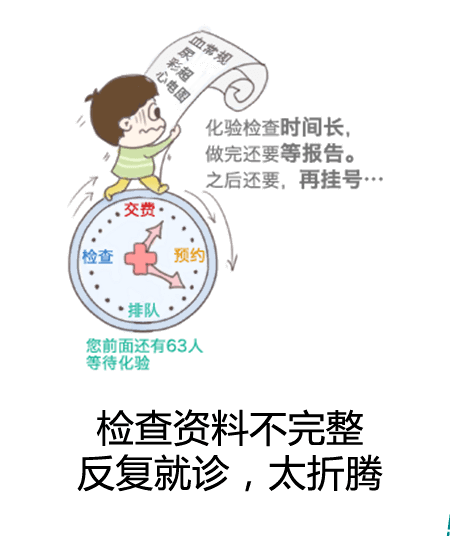 血常规
尿
彩超
心电图
化验检查时间长，
做完还要等报告。
之后还要，再挂号…
交费
检查
预约
排队
您前面还有63人
等待化验
检查资料不完整
反复就诊，太折腾